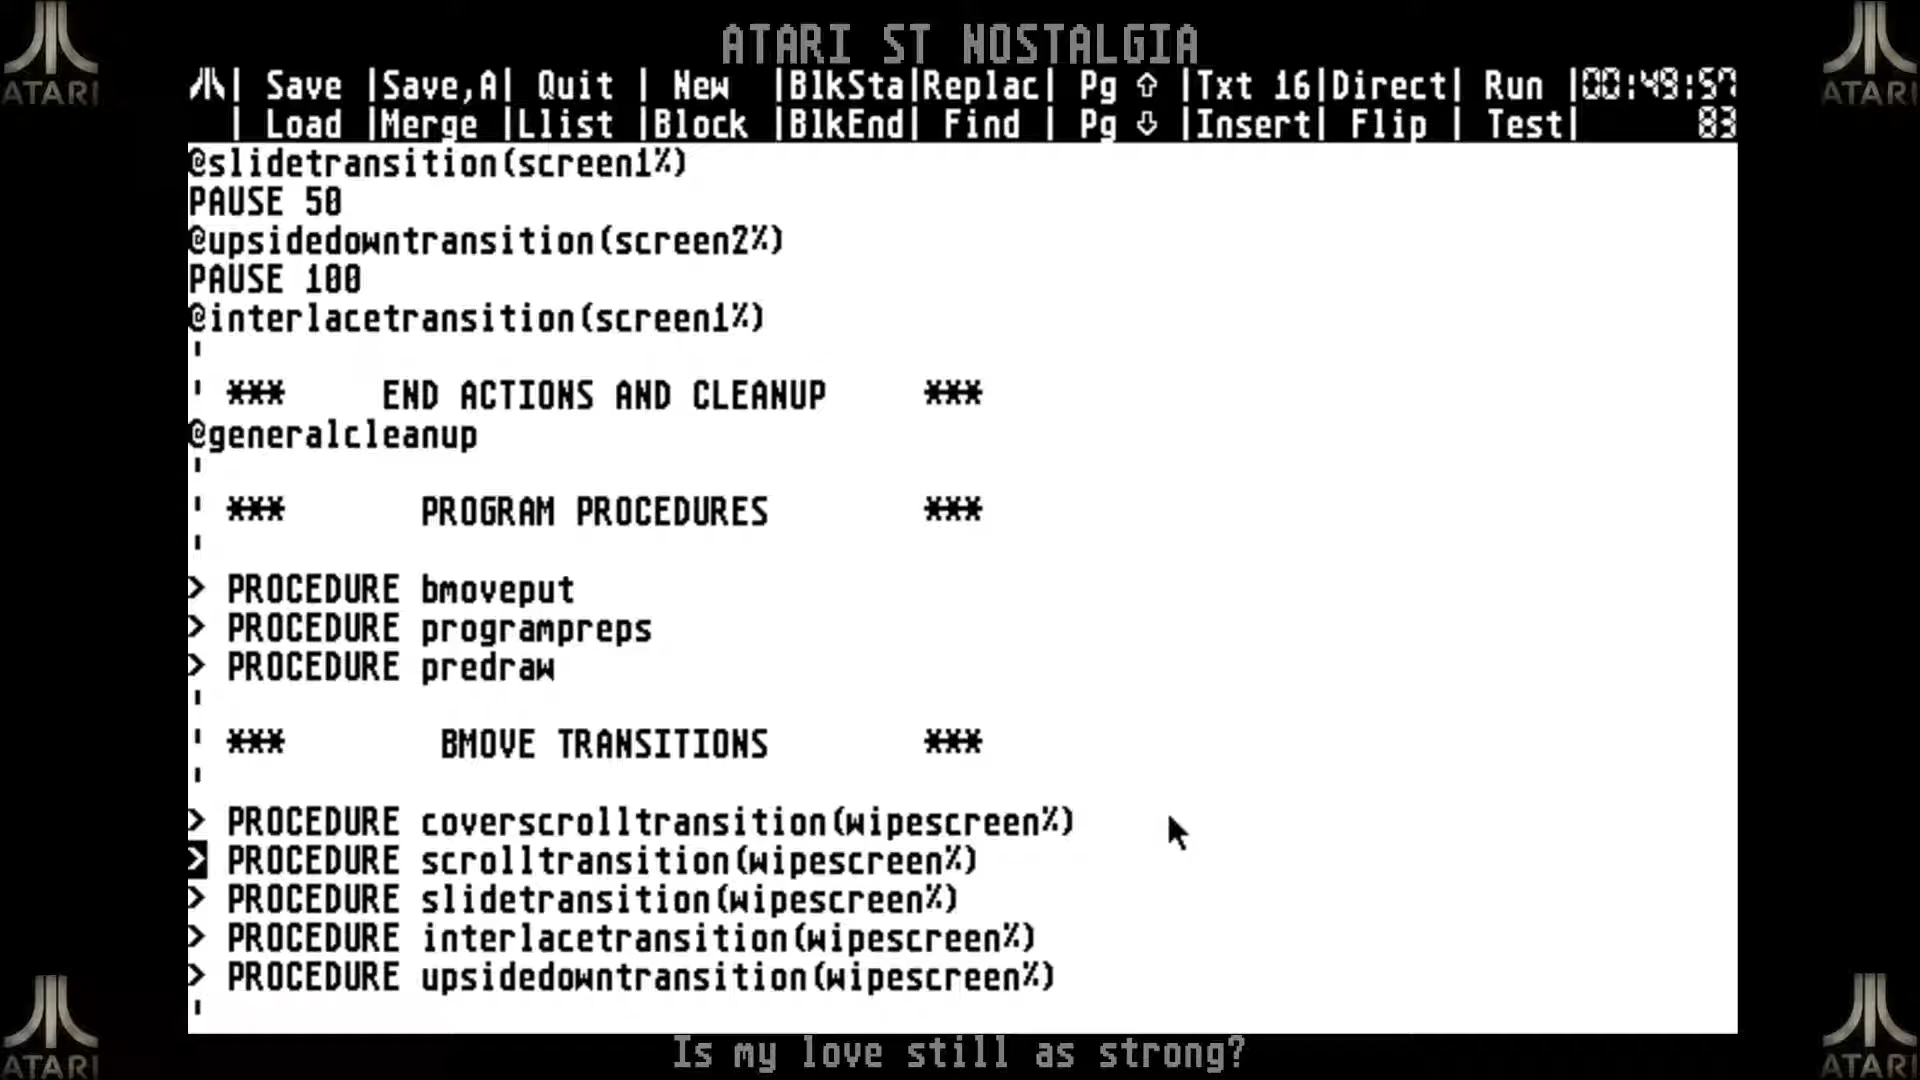 ATARI ST NOSTALGIA
| Save |Save,A| Quit | New |BlkSta|Replac| Pg ⇧ |Txt 16|Direct| Run |00:49:57
| Load |Merge |Llist |Block |BlkEnd| Find | Pg ⇩ |Insert| Flip | Test| 83
@slidetransition(screen1%)
PAUSE 50
@upsidedowntransition(screen2%)
PAUSE 100
@interlacetransition(screen1%)
'
' *** END ACTIONS AND CLEANUP ***
@generalcleanup
'
' *** PROGRAM PROCEDURES ***
'
> PROCEDURE bmoveput
> PROCEDURE programpreps
> PROCEDURE predraw
'
' *** BMOVE TRANSITIONS ***
'
> PROCEDURE coverscrolltransition(wipescreen%)
> PROCEDURE scrolltransition(wipescreen%)
> PROCEDURE slidetransition(wipescreen%)
> PROCEDURE interlacetransition(wipescreen%)
> PROCEDURE upsidedowntransition(wipescreen%)
'
Is my love still as strong?
ATARI
ATARI
ATARI
ATARI